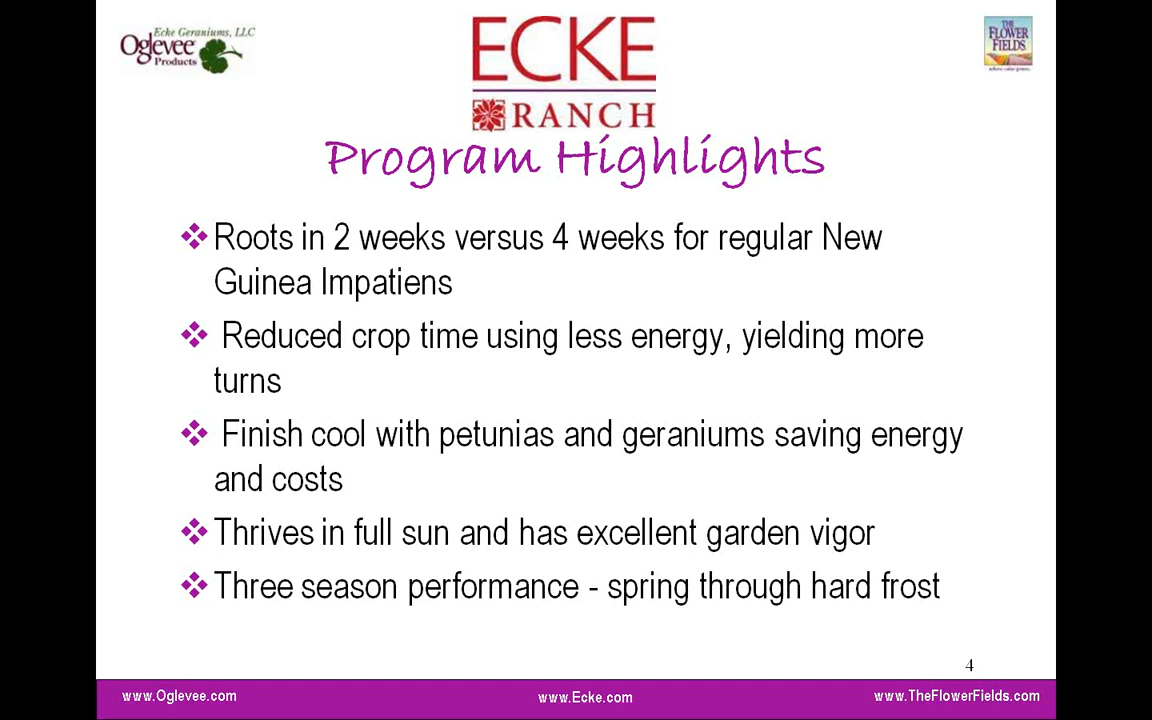 Ecke Geraniums, LLC
Oglevee
Products
ECKE
RANCH
THE
FLOWER
FIELDS
Program Highlights
Roots in 2 weeks versus 4 weeks for regular New
Guinea Impatiens
Reduced crop time using less energy, yielding more
turns
Finish cool with petunias and geraniums saving energy
and costs
Thrives in full sun and has excellent garden vigor
Three season performance - spring through hard frost
4
www.Oglevee.com
www.Ecke.com
www.TheFlowerFields.com